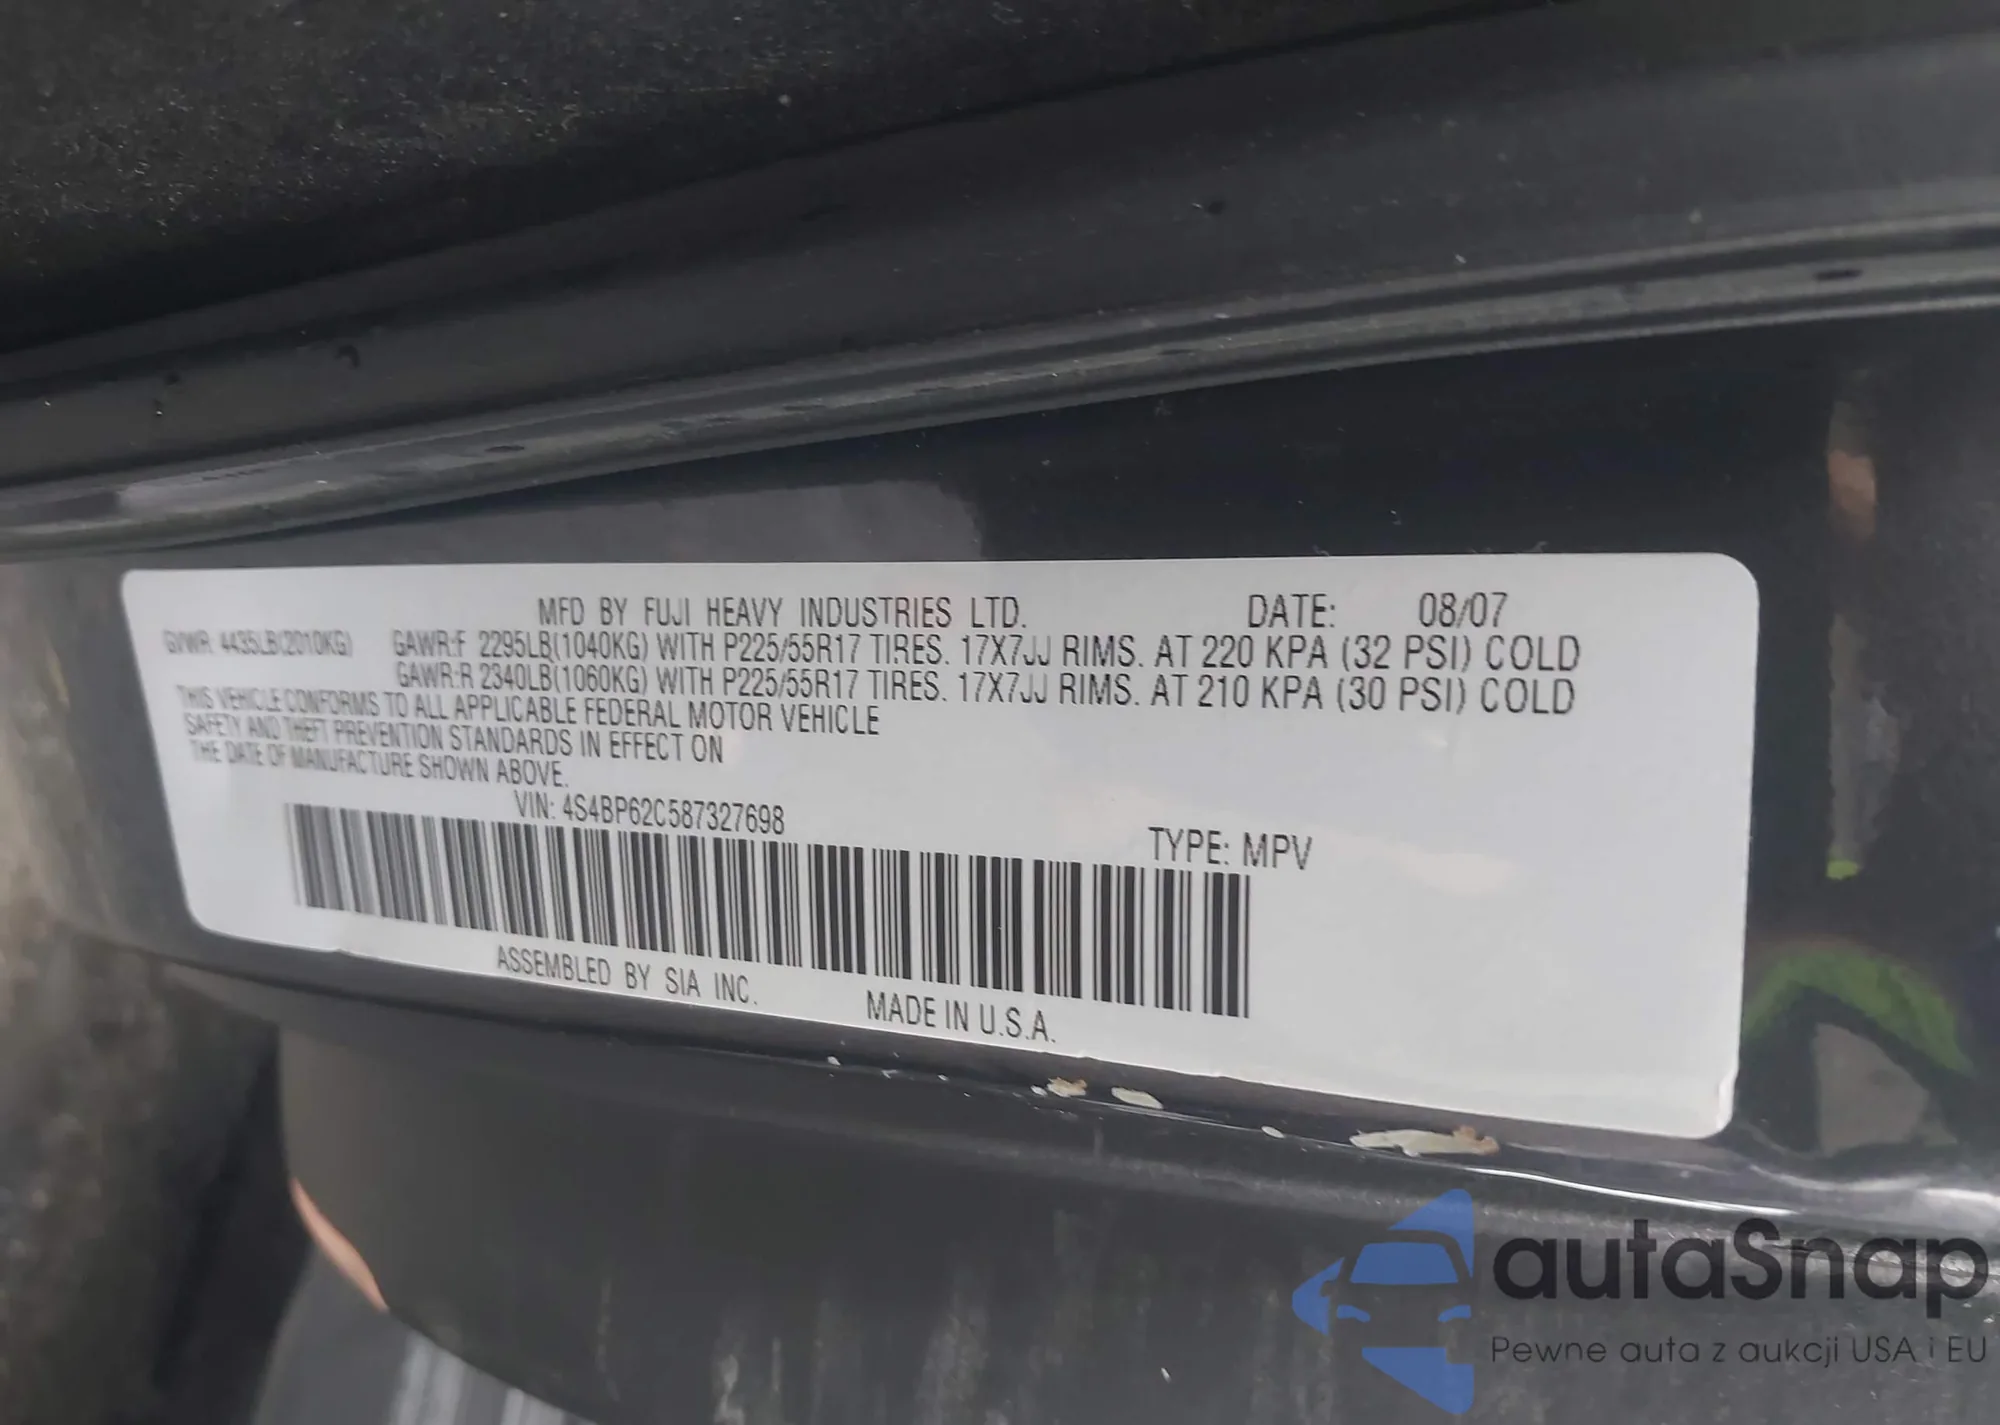 MFD BY FUJI HEAVY INDUSTRIES LTD. DATE: 08/07
GVWR: 4435LB(2010KG) GAWR:F 2295LB(1040KG) WITH P225/55R17 TIRES. 17X7JJ RIMS. AT 220 KPA (32 PSI) COLD
GAWR:R 2340LB(1060KG) WITH P225/55R17 TIRES. 17X7JJ RIMS. AT 210 KPA (30 PSI) COLD
THIS VEHICLE CONFORMS TO ALL APPLICABLE FEDERAL MOTOR VEHICLE
SAFETY AND THEFT PREVENTION STANDARDS IN EFFECT ON
THE DATE OF MANUFACTURE SHOWN ABOVE.
VIN: 4S4BP62C587327698
TYPE: MPV
ASSEMBLED BY SIA INC. MADE IN U.S.A.
autaSnap
Pewne auta z aukcji USA i EU